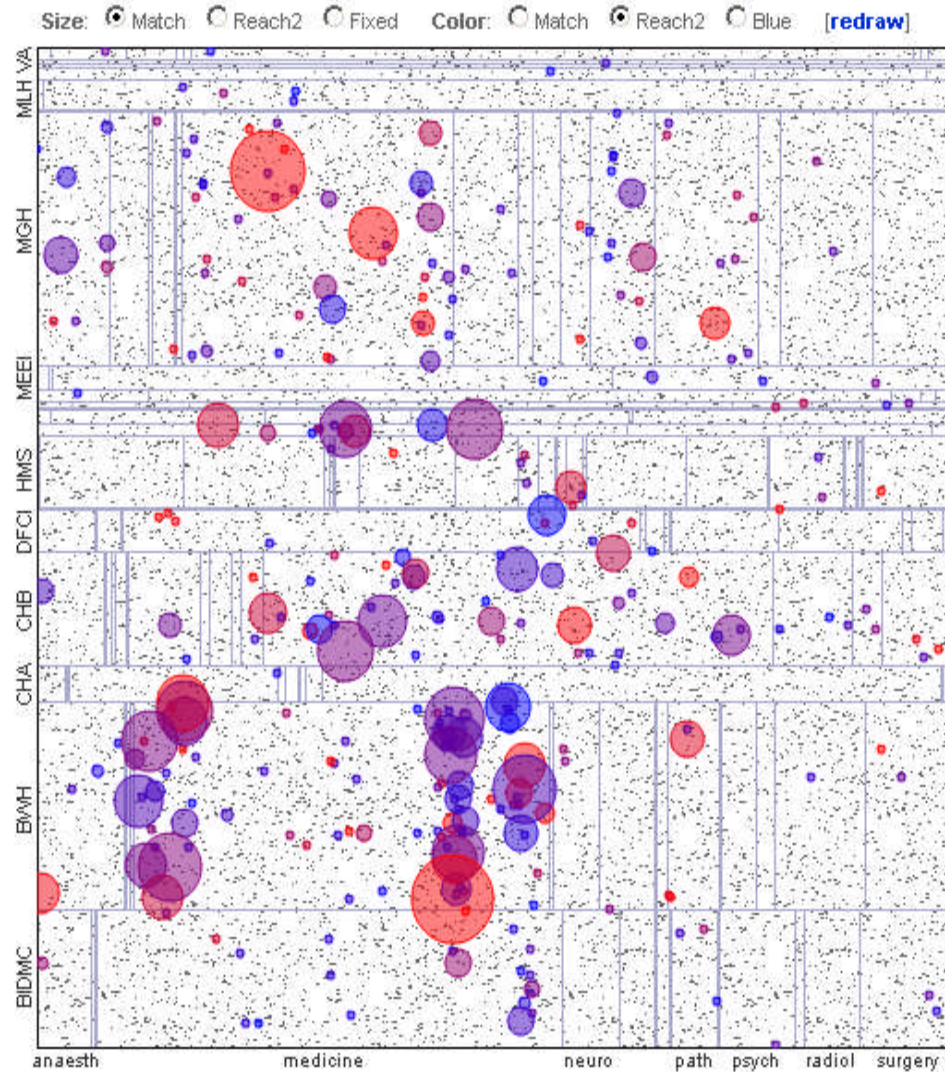 Size: Match Reach2 Fixed Color: Match Reach2 Blue [redraw]
VA
MLH
MGH
MEEI
HMS
DFCI
CHB
CHA
BWH
BIDMC
anaesth medicine neuro path psych radiol surgery